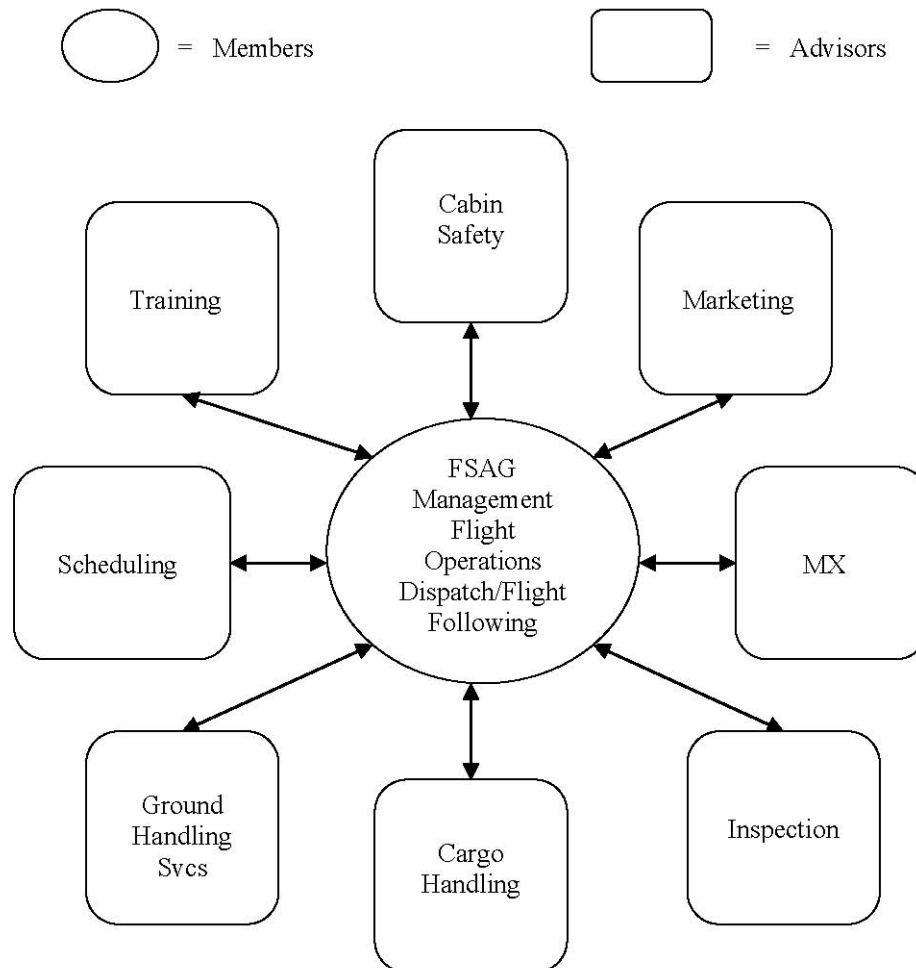 = Members
= Advisors
Cabin
Safety
Training
Marketing
FSAG
Management
Flight
Operations
Dispatch/Flight
Following
Scheduling
MX
Ground
Handling
Svcs
Cargo
Handling
Inspection